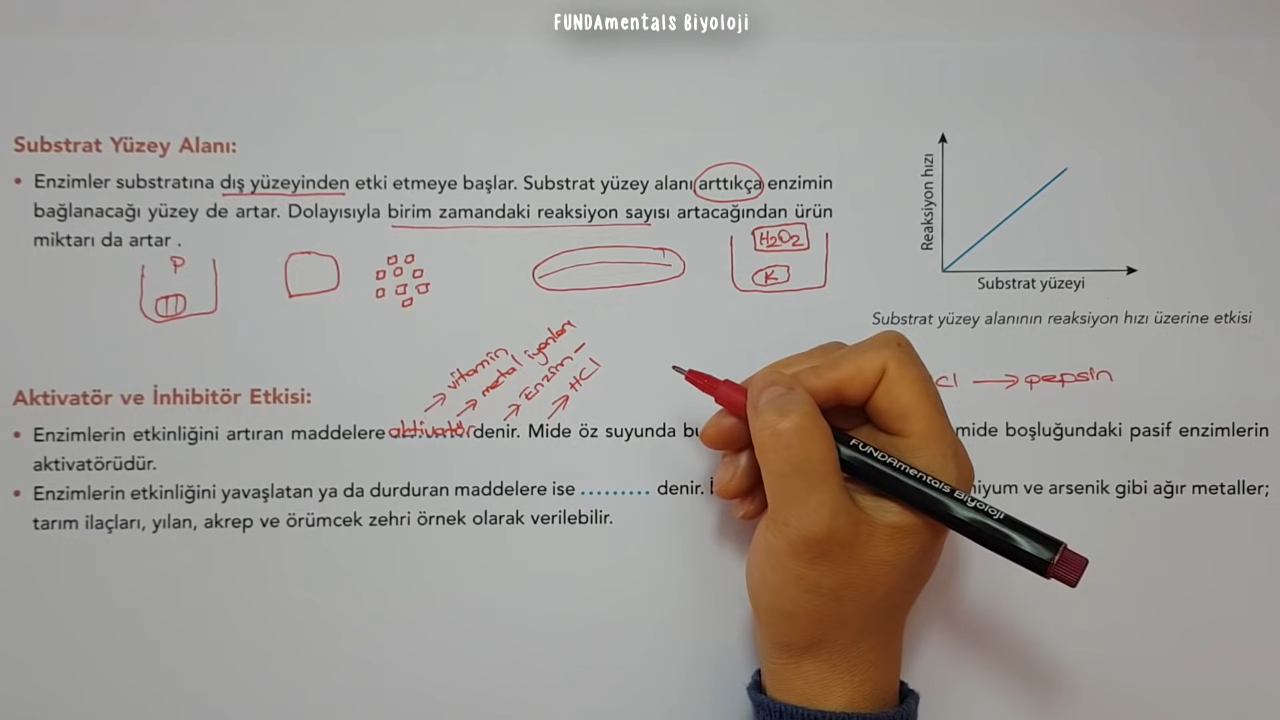 FUNDAmentals Biyoloji
Substrat Yüzey Alanı:
• Enzimler substratına dış yüzeyinden etki etmeye başlar. Substrat yüzey alanı arttıkça enzimin
bağlanacağı yüzey de artar. Dolayısıyla birim zamandaki reaksiyon sayısı artacağından ürün
miktarı da artar .
P
H2O2
K
Reaksiyon hızı
Substrat yüzeyi
Substrat yüzey alanının reaksiyon hızı üzerine etkisi
vitamin
metal iyonları
Enzim –
HCl
Cl → pepsin
Aktivatör ve İnhibitör Etkisi:
• Enzimlerin etkinliğini artıran maddelere aktivatör denir. Mide öz suyunda bu mide boşluğundaki pasif enzimlerin
aktivatörüdür.
• Enzimlerin etkinliğini yavaşlatan ya da durduran maddelere ise ......... denir. arsenik gibi ağır metaller;
tarım ilaçları, yılan, akrep ve örümcek zehri örnek olarak verilebilir.
FUNDAmentals Biyoloji